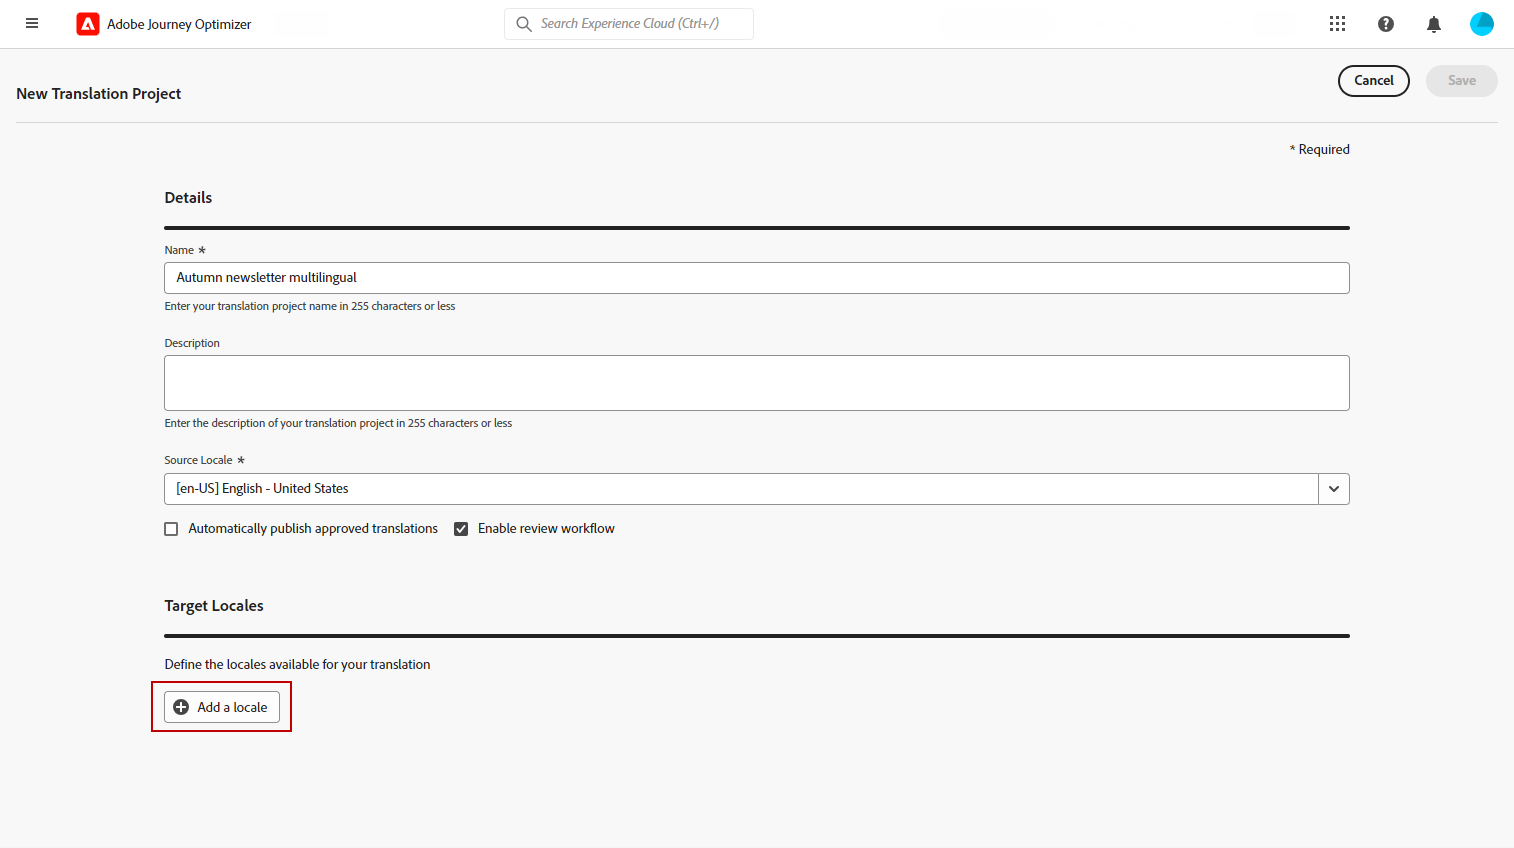 Adobe Journey Optimizer
Search Experience Cloud (Ctrl+/)
New Translation Project
Cancel
Save
* Required
Details
Name *
Autumn newsletter multilingual
Enter your translation project name in 255 characters or less
Description
Enter the description of your translation project in 255 characters or less
Source Locale *
[en-US] English - United States
Automatically publish approved translations
Enable review workflow
Target Locales
Define the locales available for your translation
Add a locale